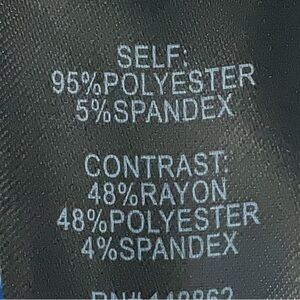 SELF:
95%POLYESTER
5%SPANDEX
CONTRAST:
48%RAYON
48%POLYESTER
4%SPANDEX